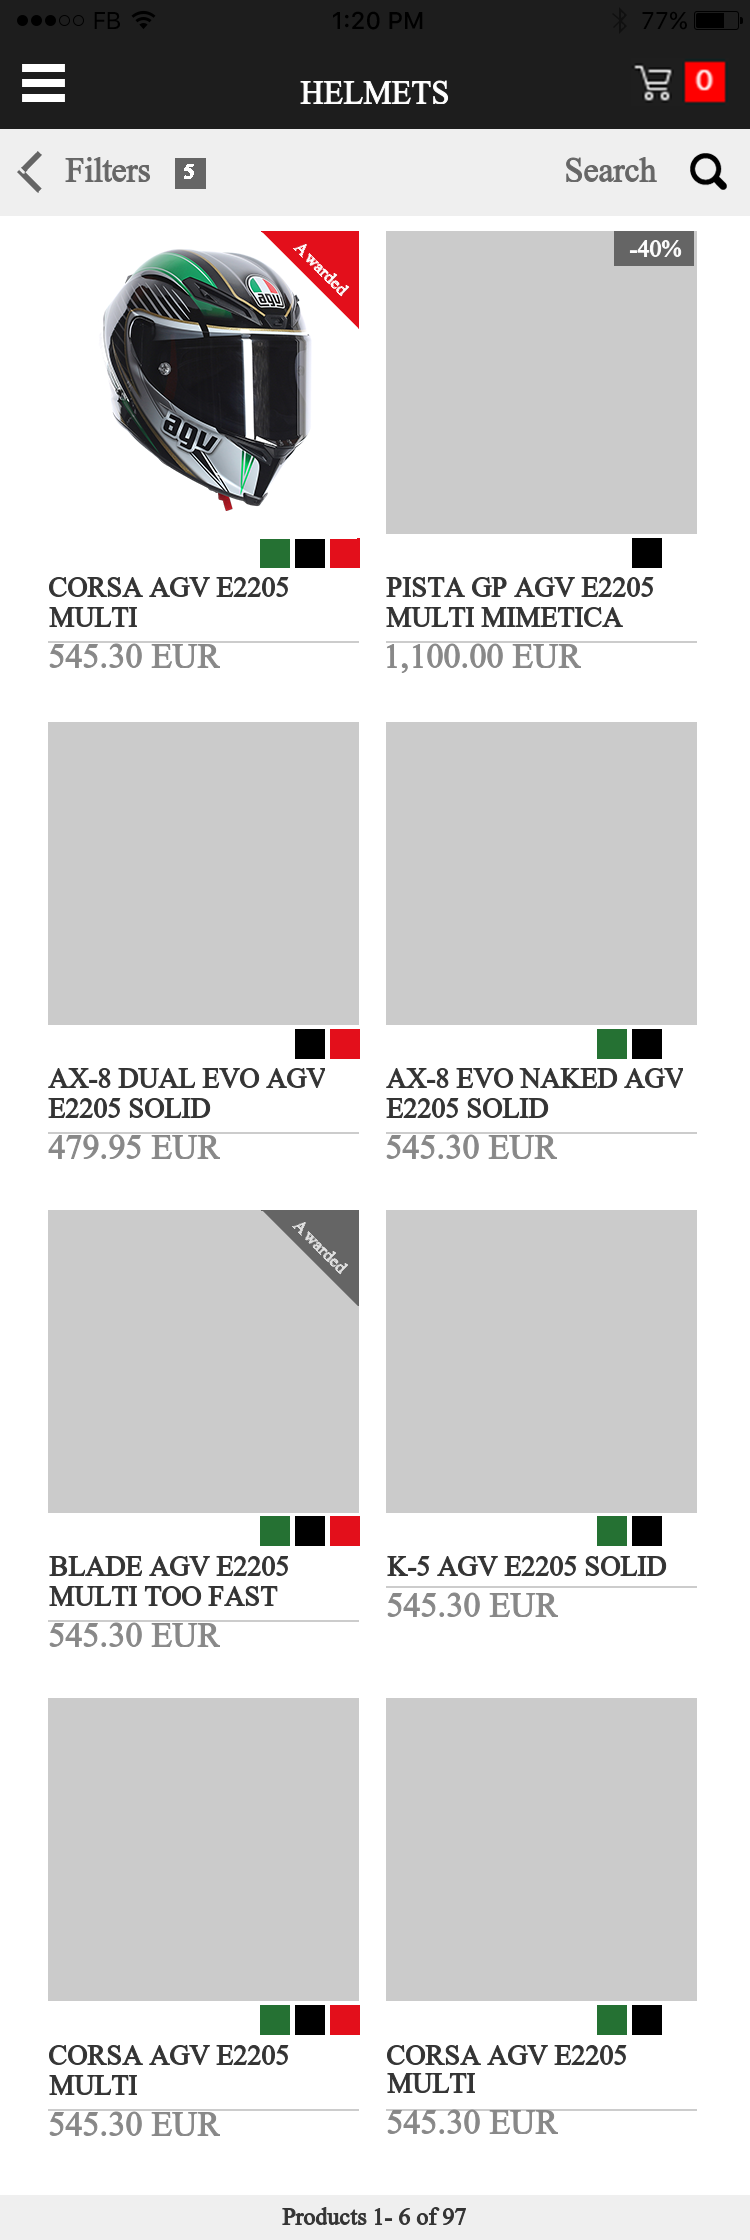 FB 1:20 PM 77%
HELMETS 0
Filters 5 Search
Awarded
agv
agv
-40%
CORSA AGV E2205
MULTI
545.30 EUR
PISTA GP AGV E2205
MULTI MIMETICA
1,100.00 EUR
AX-8 DUAL EVO AGV
E2205 SOLID
479.95 EUR
AX-8 EVO NAKED AGV
E2205 SOLID
545.30 EUR
Awarded
BLADE AGV E2205
MULTI TOO FAST
545.30 EUR
K-5 AGV E2205 SOLID
545.30 EUR
CORSA AGV E2205
MULTI
545.30 EUR
CORSA AGV E2205
MULTI
545.30 EUR
Products 1- 6 of 97